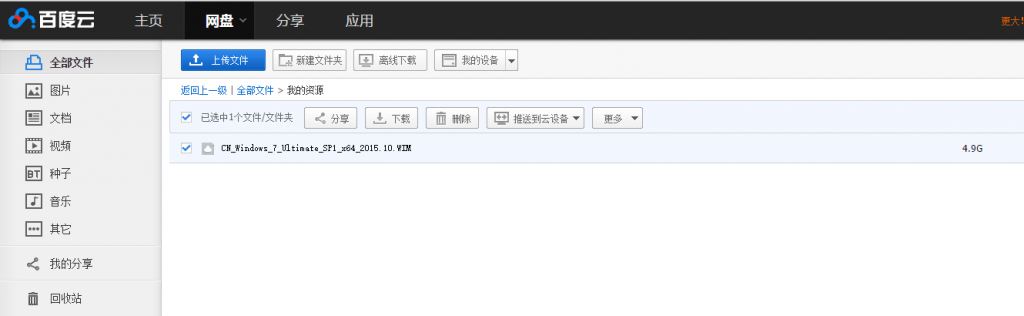 百度云 主页 网盘 分享 应用
全部文件
图片
文档
视频
BT 种子
音乐
其它
我的分享
回收站
上传文件 新建文件夹 离线下载 我的设备
返回上一级 | 全部文件 > 我的资源
已选中1个文件/文件夹 分享 下载 删除 推送到云设备 更多
CN_Windows_7_Ultimate_SP1_x64_2015.10.WIM 4.9G